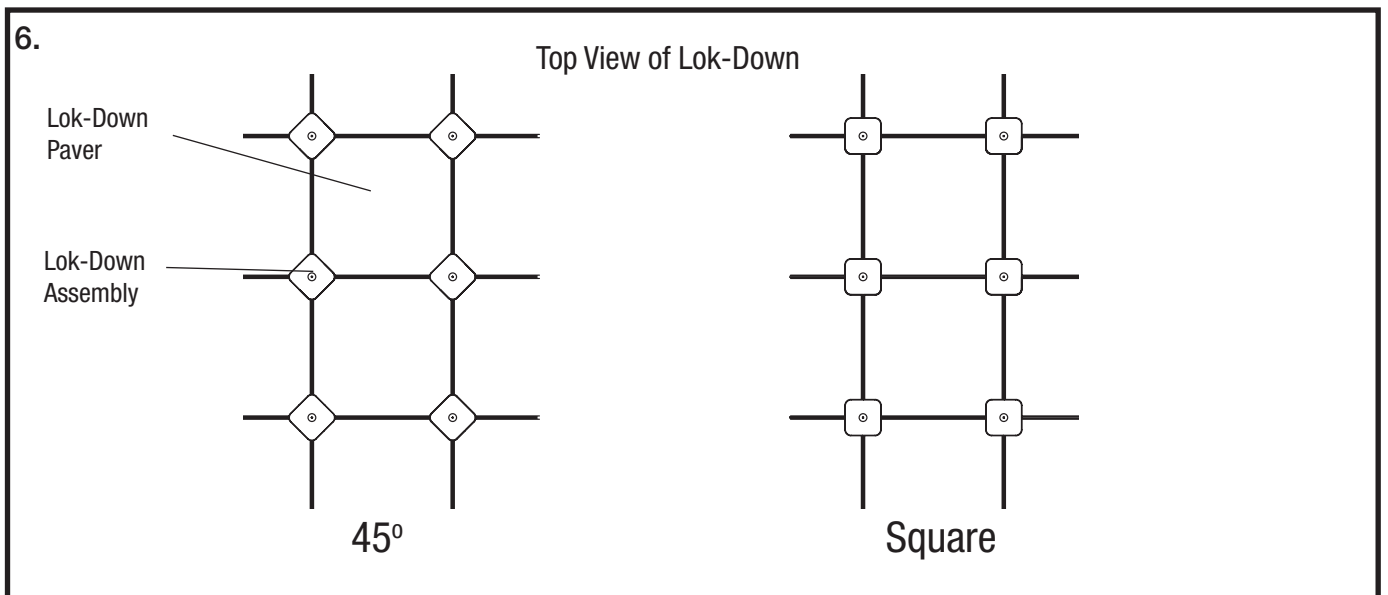 6.
Top View of Lok-Down
Lok-Down
Paver
Lok-Down
Assembly
45º
Square